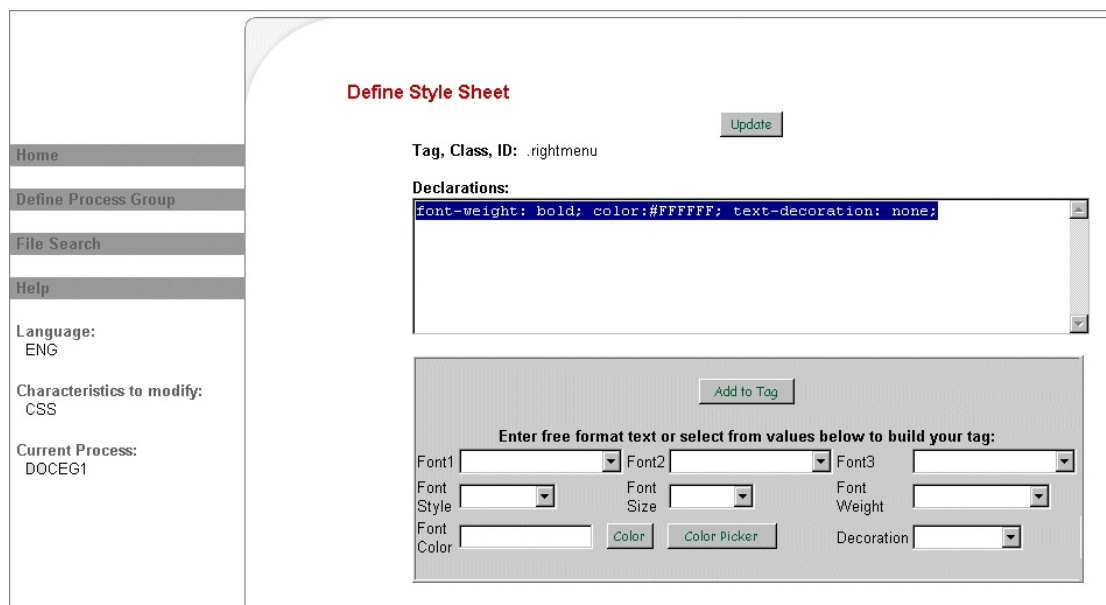 Define Style Sheet
Update
Tag, Class, ID: .rightmenu
Declarations:
font-weight: bold; color:#FFFFFF; text-decoration: none;
Home
Define Process Group
File Search
Help
Language:
ENG
Characteristics to modify:
CSS
Current Process:
DOCEG1
Add to Tag
Enter free format text or select from values below to build your tag:
Font1 Font2 Font3
Font Style Font Size Font Weight
Font Color Color Color Picker Decoration